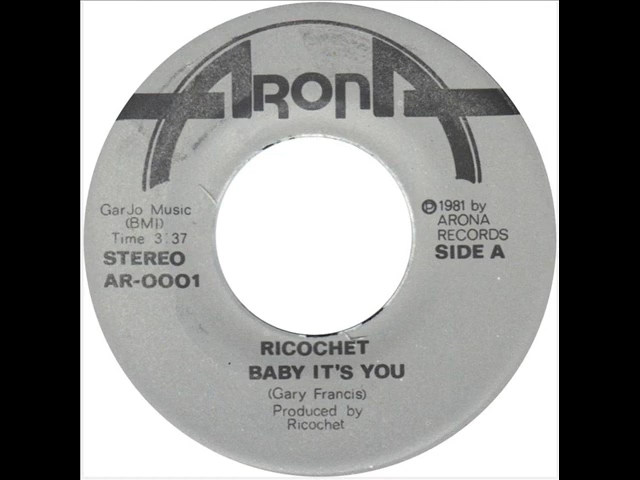 ARONA
GarJo Music
(BMI)
Time 3:37
STEREO
AR-0001
℗1981 by
ARONA
RECORDS
SIDE A
RICOCHET
BABY IT'S YOU
(Gary Francis)
Produced by
Ricochet